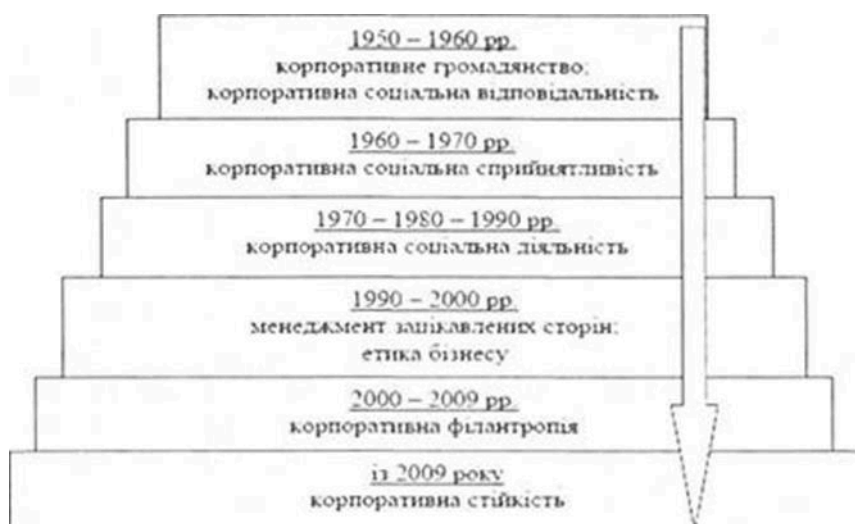 1950 – 1960 рр.
корпоративне громадянство;
корпоративна соціальна відповідальність
1960 – 1970 рр.
корпоративна соціальна сприйнятливість
1970 – 1980 – 1990 рр.
корпоративна соціальна діяльність
1990 – 2000 рр.
менеджмент зацікавлених сторін;
етика бізнесу
2000 – 2009 рр.
корпоративна філантропія
із 2009 року
корпоративна стійкість